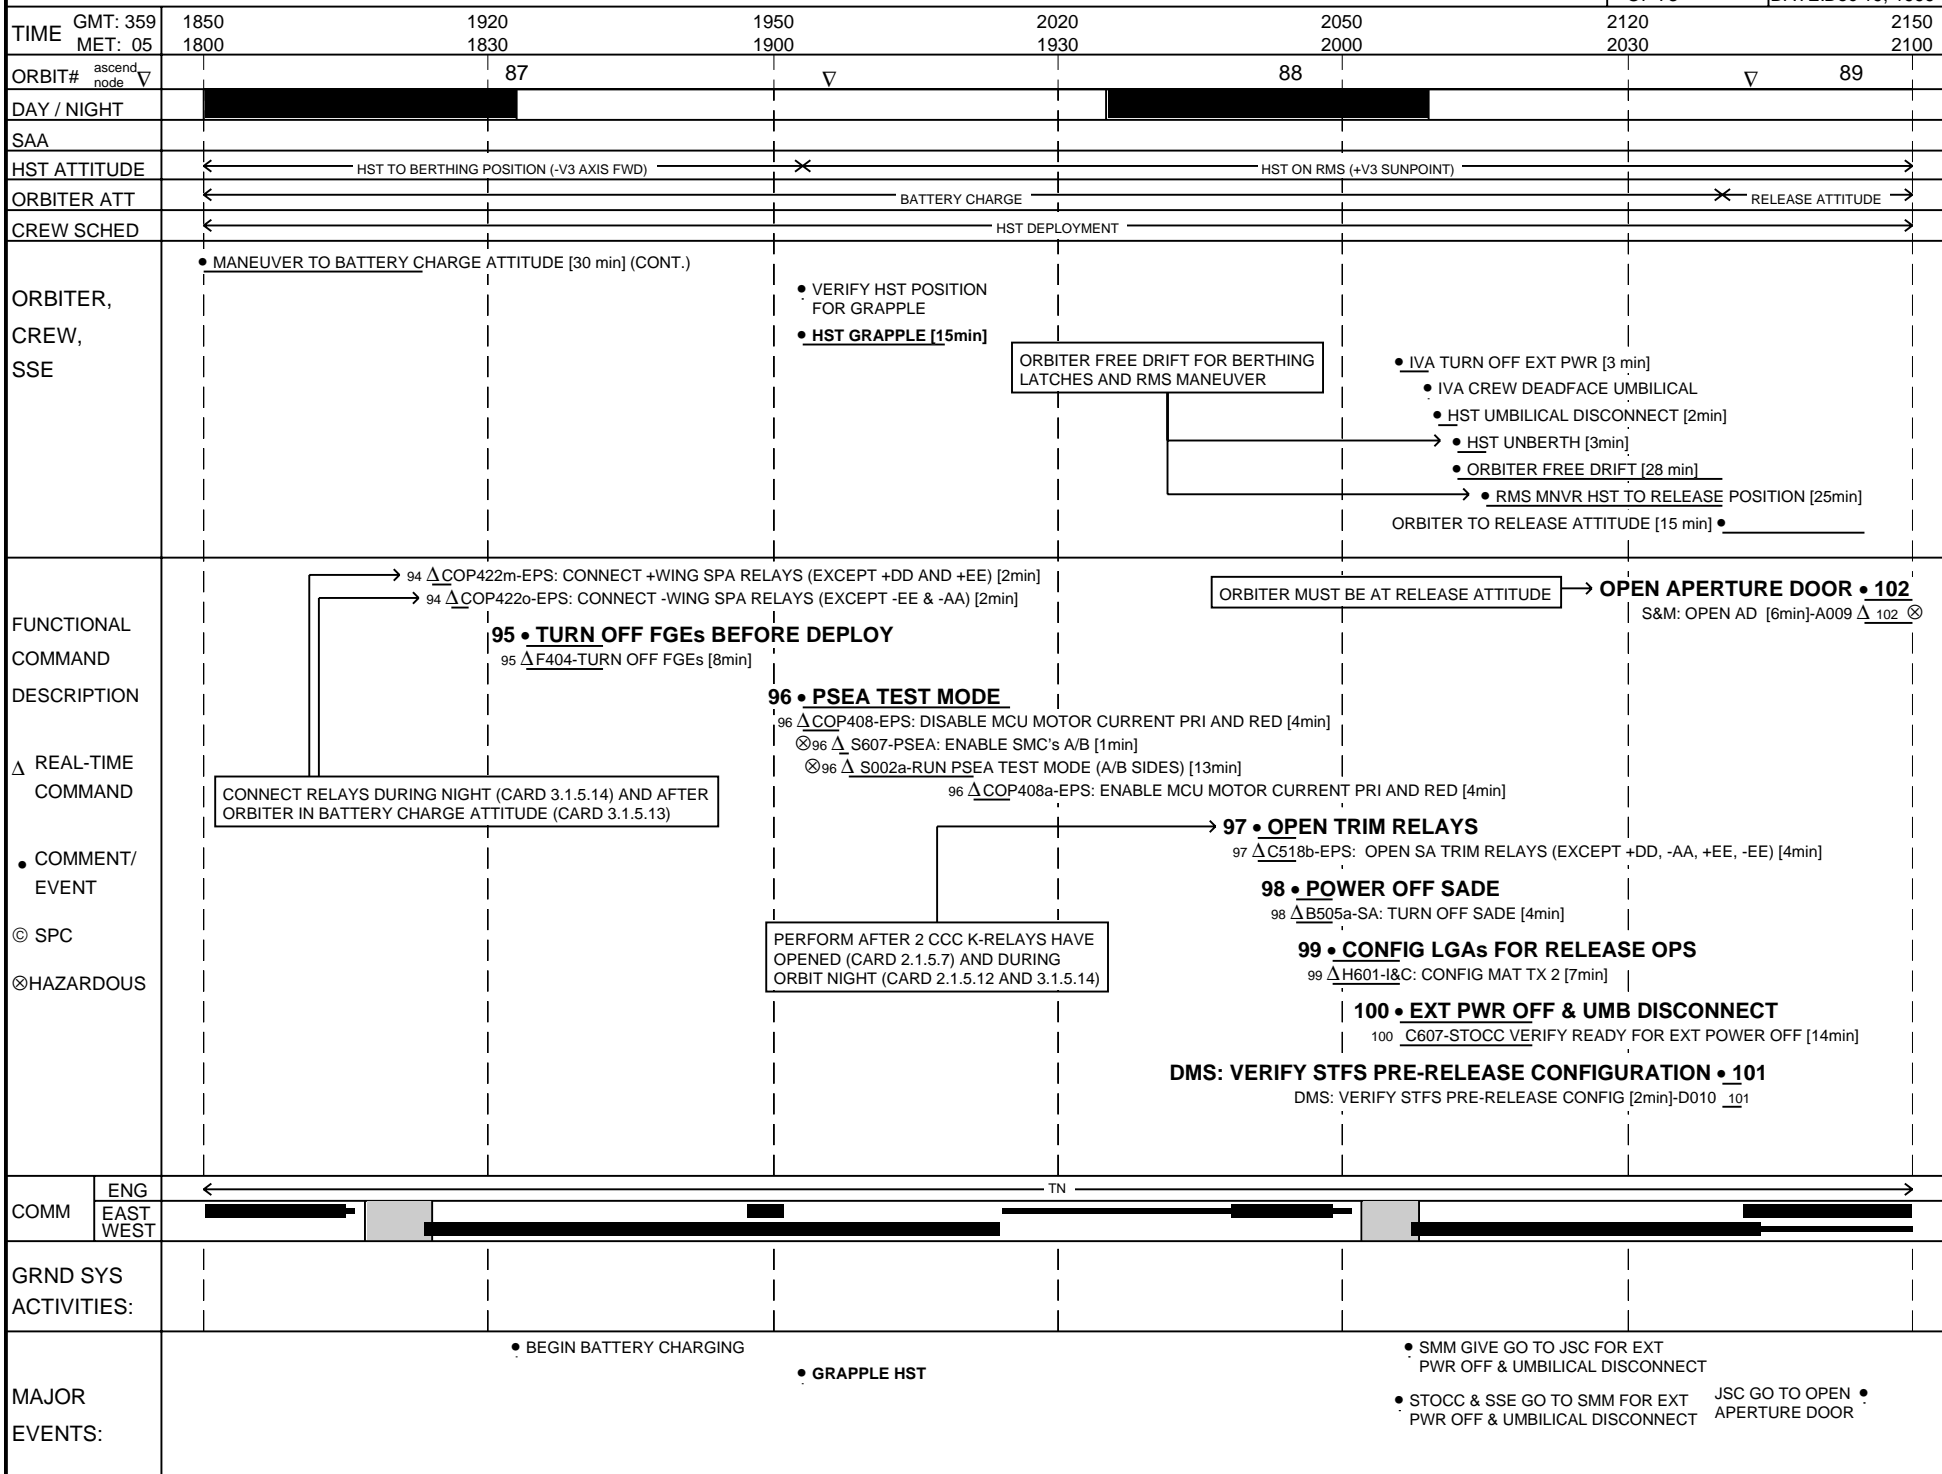 TIME GMT: 359 1850 1920 1950 2020 2050 2120 2150
MET: 05 1800 1830 1900 1930 2000 2030 2100
ORBIT# ascend node ∇ 87 ∇ 88 ∇ 89
DAY / NIGHT
SAA
HST ATTITUDE HST TO BERTHING POSITION (-V3 AXIS FWD) HST ON RMS (+V3 SUNPOINT)
ORBITER ATT BATTERY CHARGE RELEASE ATTITUDE
CREW SCHED HST DEPLOYMENT
ORBITER,
CREW,
SSE
• MANEUVER TO BATTERY CHARGE ATTITUDE [30 min] (CONT.)
• VERIFY HST POSITION
FOR GRAPPLE
• HST GRAPPLE [15min]
ORBITER FREE DRIFT FOR BERTHING
LATCHES AND RMS MANEUVER
• IVA TURN OFF EXT PWR [3 min]
• IVA CREW DEADFACE UMBILICAL
• HST UMBILICAL DISCONNECT [2min]
• HST UNBERTH [3min]
• ORBITER FREE DRIFT [28 min]
• RMS MNVR HST TO RELEASE POSITION [25min]
ORBITER TO RELEASE ATTITUDE [15 min] •
FUNCTIONAL
COMMAND
DESCRIPTION
Δ REAL-TIME
COMMAND
• COMMENT/
EVENT
© SPC
⊗HAZARDOUS
94 Δ COP422m-EPS: CONNECT +WING SPA RELAYS (EXCEPT +DD AND +EE) [2min]
94 Δ COP422o-EPS: CONNECT -WING SPA RELAYS (EXCEPT -EE & -AA) [2min]
ORBITER MUST BE AT RELEASE ATTITUDE
OPEN APERTURE DOOR • 102
S&M: OPEN AD [6min]-A009 Δ 102 ⊗
95 • TURN OFF FGEs BEFORE DEPLOY
95 Δ F404-TURN OFF FGEs [8min]
96 • PSEA TEST MODE
96 Δ COP408-EPS: DISABLE MCU MOTOR CURRENT PRI AND RED [4min]
⊗96 Δ S607-PSEA: ENABLE SMC's A/B [1min]
⊗96 Δ S002a-RUN PSEA TEST MODE (A/B SIDES) [13min]
96 Δ COP408a-EPS: ENABLE MCU MOTOR CURRENT PRI AND RED [4min]
CONNECT RELAYS DURING NIGHT (CARD 3.1.5.14) AND AFTER
ORBITER IN BATTERY CHARGE ATTITUDE (CARD 3.1.5.13)
97 • OPEN TRIM RELAYS
97 Δ C518b-EPS: OPEN SA TRIM RELAYS (EXCEPT +DD, -AA, +EE, -EE) [4min]
98 • POWER OFF SADE
98 Δ B505a-SA: TURN OFF SADE [4min]
PERFORM AFTER 2 CCC K-RELAYS HAVE
OPENED (CARD 2.1.5.7) AND DURING
ORBIT NIGHT (CARD 2.1.5.12 AND 3.1.5.14)
99 • CONFIG LGAs FOR RELEASE OPS
99 Δ H601-I&C: CONFIG MAT TX 2 [7min]
100 • EXT PWR OFF & UMB DISCONNECT
100 C607-STOCC VERIFY READY FOR EXT POWER OFF [14min]
DMS: VERIFY STFS PRE-RELEASE CONFIGURATION • 101
DMS: VERIFY STFS PRE-RELEASE CONFIG [2min]-D010 101
COMM
ENG TN
EAST
WEST
GRND SYS
ACTIVITIES:
MAJOR
EVENTS:
• BEGIN BATTERY CHARGING
• GRAPPLE HST
• SMM GIVE GO TO JSC FOR EXT
PWR OFF & UMBILICAL DISCONNECT
• STOCC & SSE GO TO SMM FOR EXT
PWR OFF & UMBILICAL DISCONNECT
JSC GO TO OPEN •
APERTURE DOOR